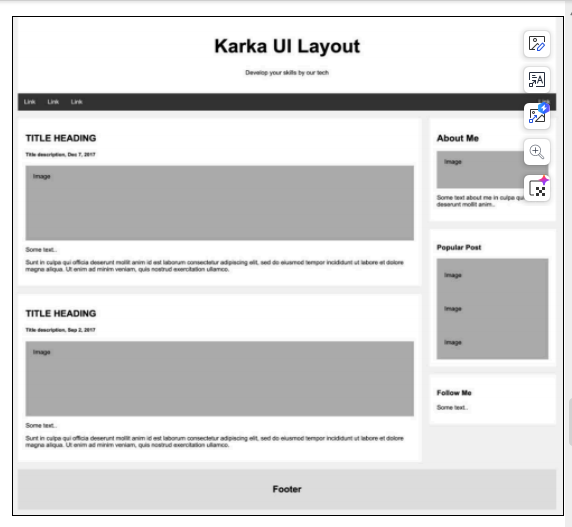 Karka UI Layout
Develop your skills by our tech
Link Link Link Link
TITLE HEADING
Title description, Dec 7, 2017
Image
Some text..
Sunt in culpa qui officia deserunt mollit anim id est laborum consectetur adipiscing elit, sed do eiusmod tempor incididunt ut labore et dolore
magna aliqua. Ut enim ad minim veniam, quis nostrud exercitation ullamco.
TITLE HEADING
Title description, Sep 2, 2017
Image
Some text..
Sunt in culpa qui officia deserunt mollit anim id est laborum consectetur adipiscing elit, sed do eiusmod tempor incididunt ut labore et dolore
magna aliqua. Ut enim ad minim veniam, quis nostrud exercitation ullamco.
About Me
Image
Some text about me in culpa
deserunt mollit anim..
Popular Post
Image
Image
Image
Follow Me
Some text..
Footer